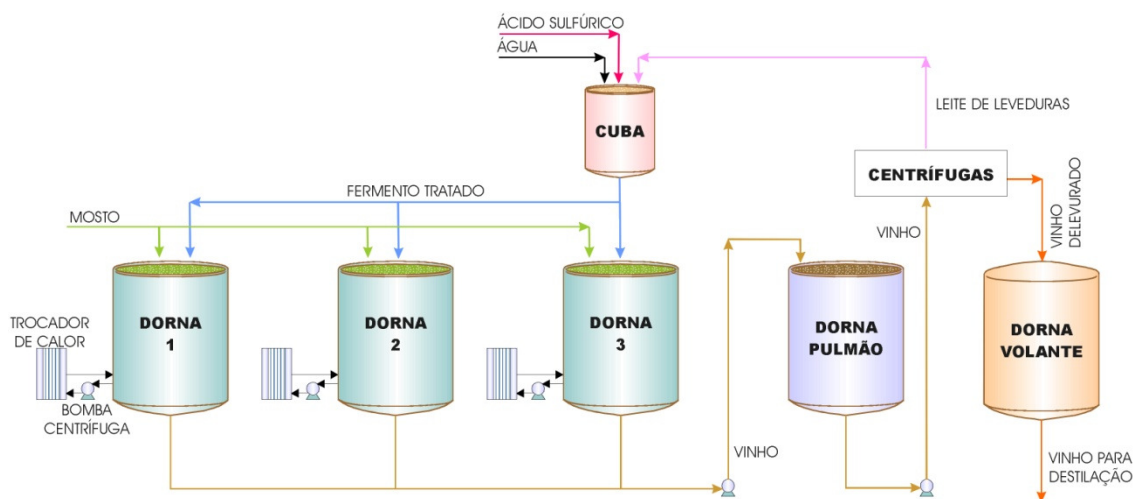 ÁCIDO SULFÚRICO
ÁGUA
LEITE DE LEVEDURAS
CUBA
CENTRÍFUGAS
FERMENTO TRATADO
MOSTO
VINHO
VINHO
DELEVURADO
DORNA
1
DORNA
2
DORNA
3
DORNA
PULMÃO
DORNA
VOLANTE
TROCADOR
DE CALOR
BOMBA
CENTRÍFUGA
VINHO
VINHO PARA
DESTILAÇÃO